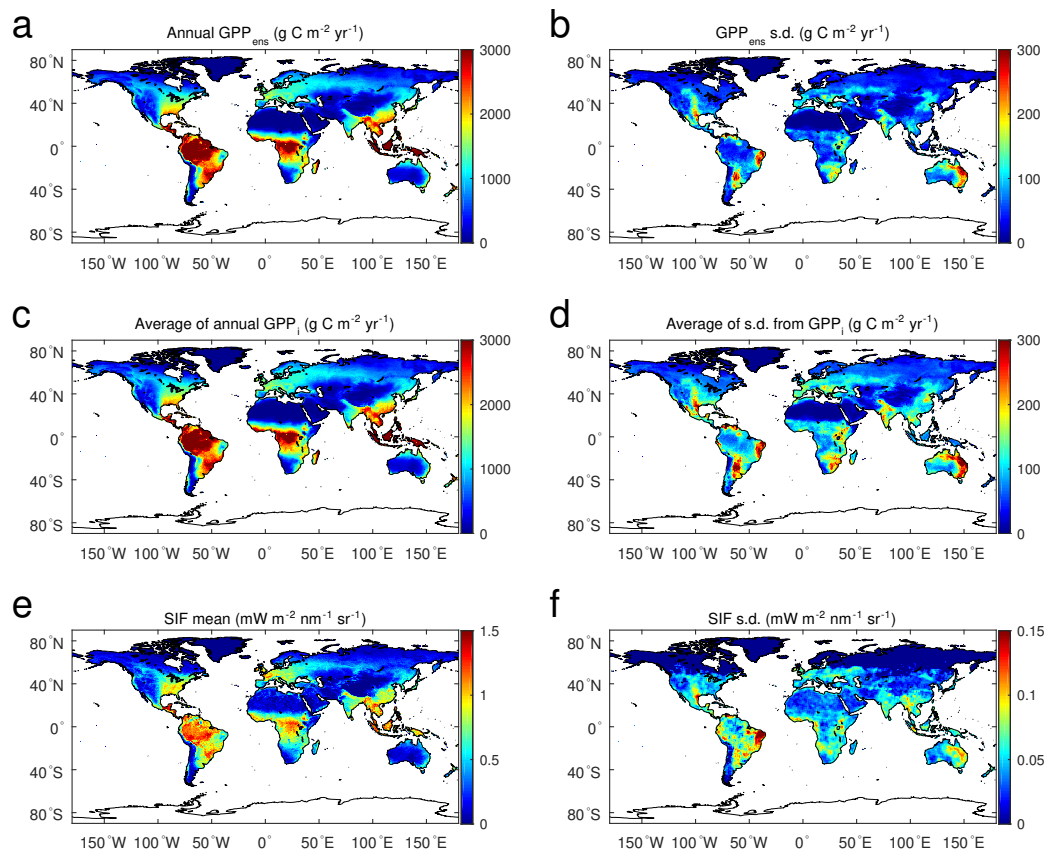 a
Annual GPP_ens (g C m⁻² yr⁻¹)
80°N
40°N
0°
40°S
80°S
150°W 100°W 50°W 0° 50°E 100°E 150°E
3000
2000
1000
0
b
GPP_ens s.d. (g C m⁻² yr⁻¹)
80°N
40°N
0°
40°S
80°S
150°W 100°W 50°W 0° 50°E 100°E 150°E
300
200
100
0
c
Average of annual GPP_i (g C m⁻² yr⁻¹)
80°N
40°N
0°
40°S
80°S
150°W 100°W 50°W 0° 50°E 100°E 150°E
3000
2000
1000
0
d
Average of s.d. from GPP_i (g C m⁻² yr⁻¹)
80°N
40°N
0°
40°S
80°S
150°W 100°W 50°W 0° 50°E 100°E 150°E
300
200
100
0
e
SIF mean (mW m⁻² nm⁻¹ sr⁻¹)
80°N
40°N
0°
40°S
80°S
150°W 100°W 50°W 0° 50°E 100°E 150°E
1.5
1
0.5
0
f
SIF s.d. (mW m⁻² nm⁻¹ sr⁻¹)
80°N
40°N
0°
40°S
80°S
150°W 100°W 50°W 0° 50°E 100°E 150°E
0.15
0.1
0.05
0